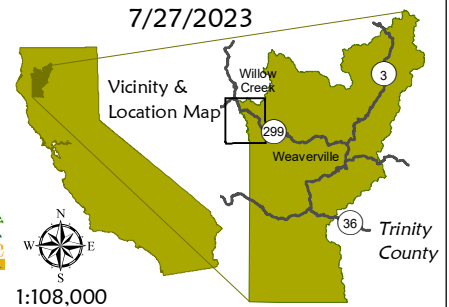 7/27/2023
Vicinity &
Location Map
Willow
Creek
3
299
Weaverville
36
Trinity
County
N
W
E
S
1:108,000